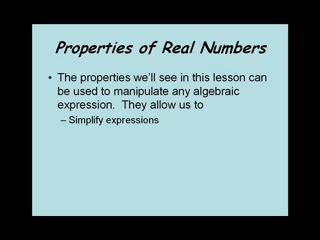 Properties of Real Numbers
• The properties we'll see in this lesson can
be used to manipulate any algebraic
expression.  They allow us to
– Simplify expressions